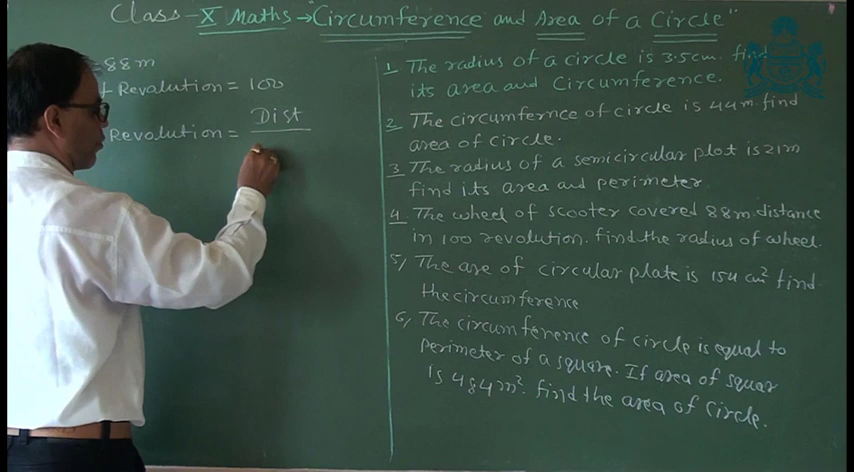 Class - X Maths → "Circumference and Area of a Circle"
= 88m
Revolution = 100
Revolution = Dist
1 The radius of a circle is 3.5cm. find
its area and Circumference.
2 The circumfernce of circle is 44m. find
area of circle.
3 The radius of a semicircular plot is 21m
find its area and perimeter
4 The wheel of scooter covered 88m. distance
in 100 revolution. find the radius of wheel.
5) The are of circular plate is 154 cm² find
the circumference
6) The circumference of circle is equal to
perimeter of a square. If area of squar
is 484m². find the area of circle.